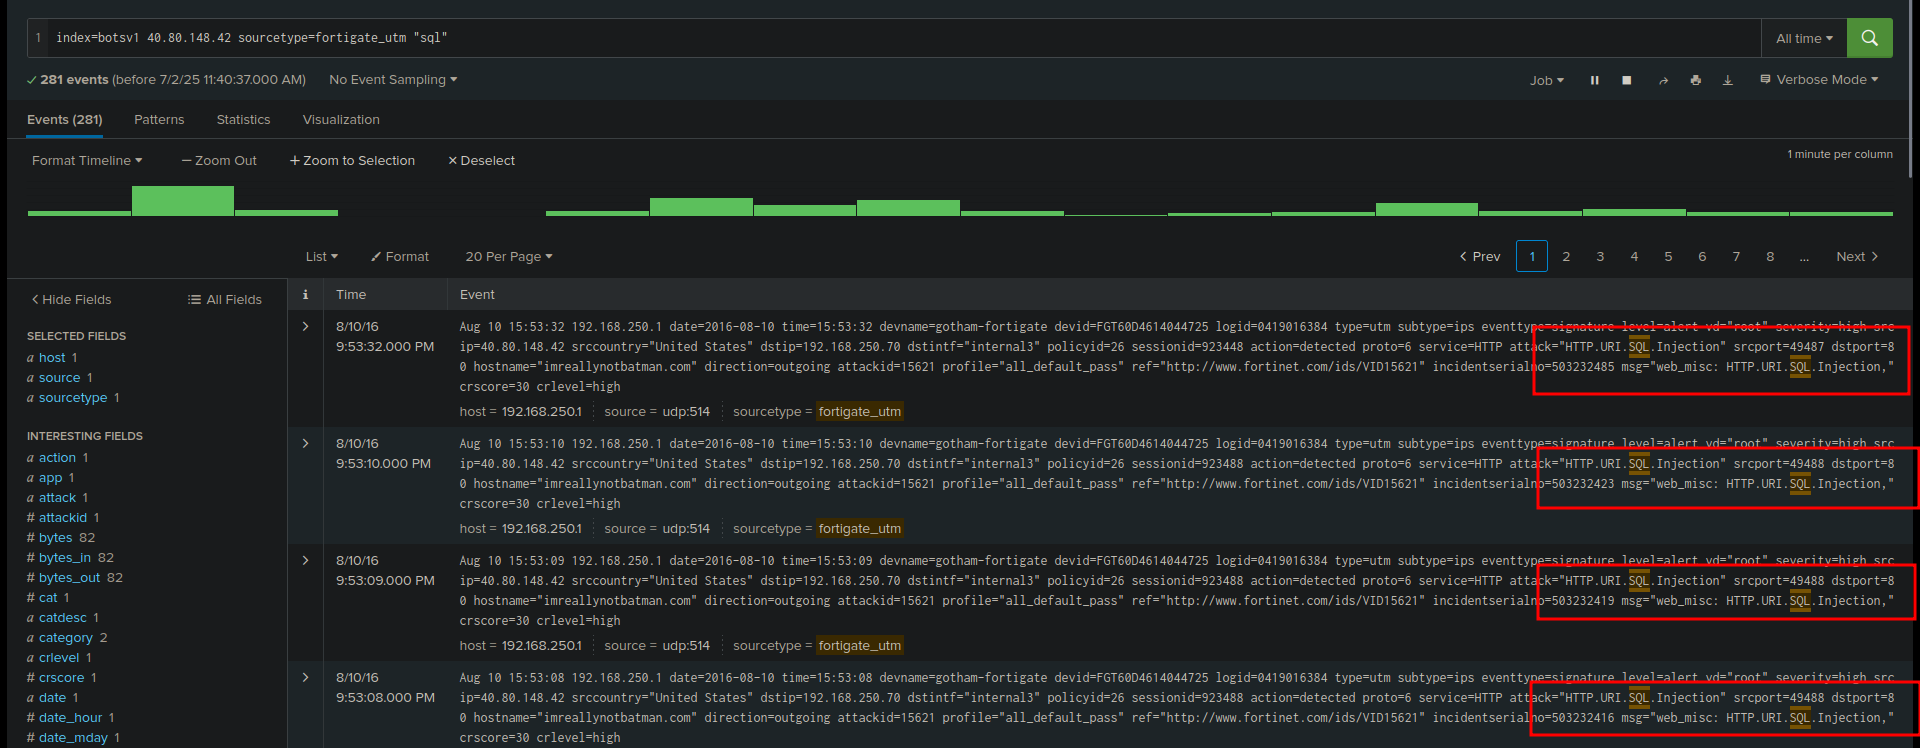 1 index=botsv1 40.80.148.42 sourcetype=fortigate_utm "sql"
All time
281 events (before 7/2/25 11:40:37.000 AM) No Event Sampling
Job Verbose Mode
Events (281) Patterns Statistics Visualization
Format Timeline — Zoom Out + Zoom to Selection × Deselect
1 minute per column
List Format 20 Per Page
< Prev 1 2 3 4 5 6 7 8 ... Next >
< Hide Fields All Fields
i Time Event
SELECTED FIELDS
a host 1
a source 1
a sourcetype 1
INTERESTING FIELDS
a action 1
a app 1
a attack 1
# attackid 1
# bytes 82
# bytes_in 82
# bytes_out 82
# cat 1
a catdesc 1
a category 2
a crlevel 1
# crscore 1
a date 1
# date_hour 1
# date_mday 1
> 8/10/16
9:53:32.000 PM
Aug 10 15:53:32 192.168.250.1 date=2016-08-10 time=15:53:32 devname=gotham-fortigate devid=FGT60D4614044725 logid=0419016384 type=utm subtype=ips eventtype=signature level=alert vd="root" severity=high src
ip=40.80.148.42 srccountry="United States" dstip=192.168.250.70 dstintf="internal3" policyid=26 sessionid=923448 action=detected proto=6 service=HTTP attack="HTTP.URI.SQL.Injection" srcport=49487 dstport=8
0 hostname="imreallynotbatman.com" direction=outgoing attackid=15621 profile="all_default_pass" ref="http://www.fortinet.com/ids/VID15621" incidentserialno=503232485 msg="web_misc: HTTP.URI.SQL.Injection,"
crscore=30 crlevel=high
host = 192.168.250.1 source = udp:514 sourcetype = fortigate_utm
> 8/10/16
9:53:10.000 PM
Aug 10 15:53:10 192.168.250.1 date=2016-08-10 time=15:53:10 devname=gotham-fortigate devid=FGT60D4614044725 logid=0419016384 type=utm subtype=ips eventtype=signature level=alert vd="root" severity=high src
ip=40.80.148.42 srccountry="United States" dstip=192.168.250.70 dstintf="internal3" policyid=26 sessionid=923488 action=detected proto=6 service=HTTP attack="HTTP.URI.SQL.Injection" srcport=49488 dstport=8
0 hostname="imreallynotbatman.com" direction=outgoing attackid=15621 profile="all_default_pass" ref="http://www.fortinet.com/ids/VID15621" incidentserialno=503232423 msg="web_misc: HTTP.URI.SQL.Injection,"
crscore=30 crlevel=high
host = 192.168.250.1 source = udp:514 sourcetype = fortigate_utm
> 8/10/16
9:53:09.000 PM
Aug 10 15:53:09 192.168.250.1 date=2016-08-10 time=15:53:09 devname=gotham-fortigate devid=FGT60D4614044725 logid=0419016384 type=utm subtype=ips eventtype=signature level=alert vd="root" severity=high src
ip=40.80.148.42 srccountry="United States" dstip=192.168.250.70 dstintf="internal3" policyid=26 sessionid=923488 action=detected proto=6 service=HTTP attack="HTTP.URI.SQL.Injection" srcport=49488 dstport=8
0 hostname="imreallynotbatman.com" direction=outgoing attackid=15621 profile="all_default_pass" ref="http://www.fortinet.com/ids/VID15621" incidentserialno=503232419 msg="web_misc: HTTP.URI.SQL.Injection,"
crscore=30 crlevel=high
host = 192.168.250.1 source = udp:514 sourcetype = fortigate_utm
> 8/10/16
9:53:08.000 PM
Aug 10 15:53:08 192.168.250.1 date=2016-08-10 time=15:53:08 devname=gotham-fortigate devid=FGT60D4614044725 logid=0419016384 type=utm subtype=ips eventtype=signature level=alert vd="root" severity=high src
ip=40.80.148.42 srccountry="United States" dstip=192.168.250.70 dstintf="internal3" policyid=26 sessionid=923488 action=detected proto=6 service=HTTP attack="HTTP.URI.SQL.Injection" srcport=49488 dstport=8
0 hostname="imreallynotbatman.com" direction=outgoing attackid=15621 profile="all_default_pass" ref="http://www.fortinet.com/ids/VID15621" incidentserialno=503232416 msg="web_misc: HTTP.URI.SQL.Injection,"
crscore=30 crlevel=high